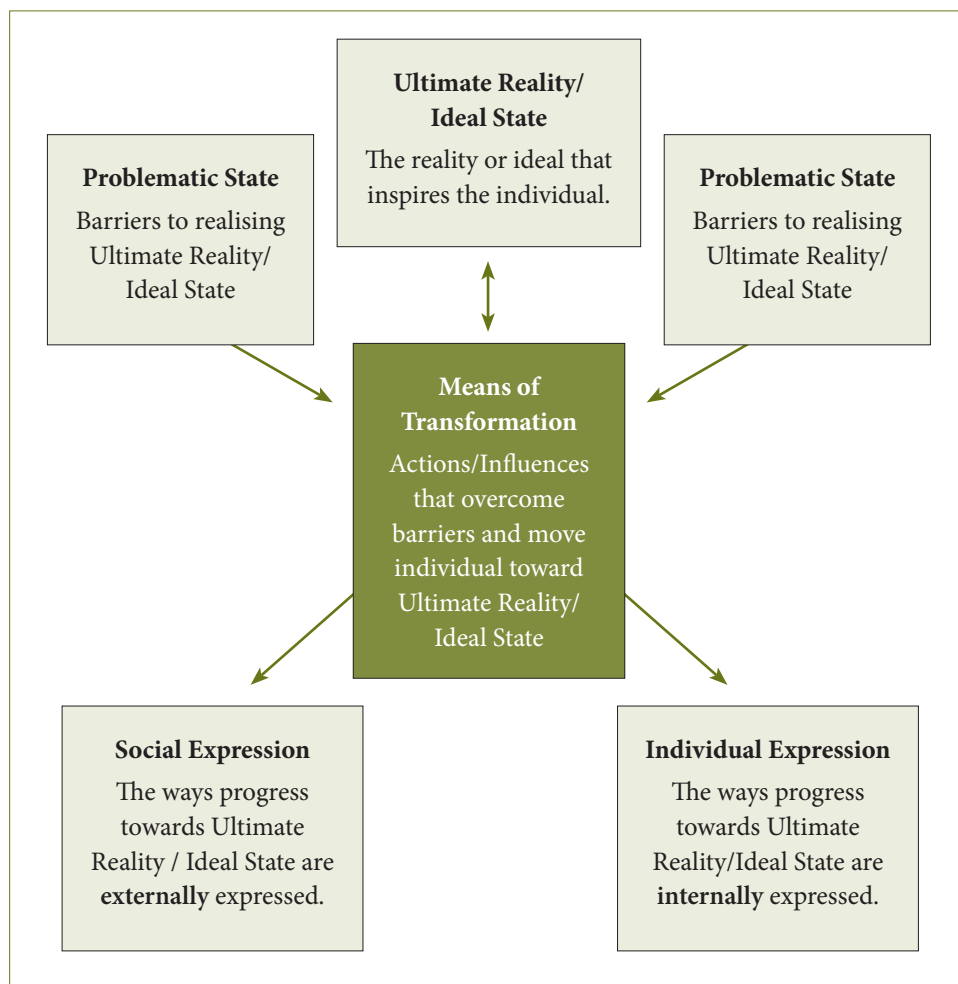 Ultimate Reality/
Ideal State
The reality or ideal that
inspires the individual.
Problematic State
Barriers to realising
Ultimate Reality/
Ideal State
Problematic State
Barriers to realising
Ultimate Reality/
Ideal State
Means of
Transformation
Actions/Influences
that overcome
barriers and move
individual toward
Ultimate Reality/
Ideal State
Social Expression
The ways progress
towards Ultimate
Reality / Ideal State are
externally expressed.
Individual Expression
The ways progress
towards Ultimate
Reality/Ideal State are
internally expressed.